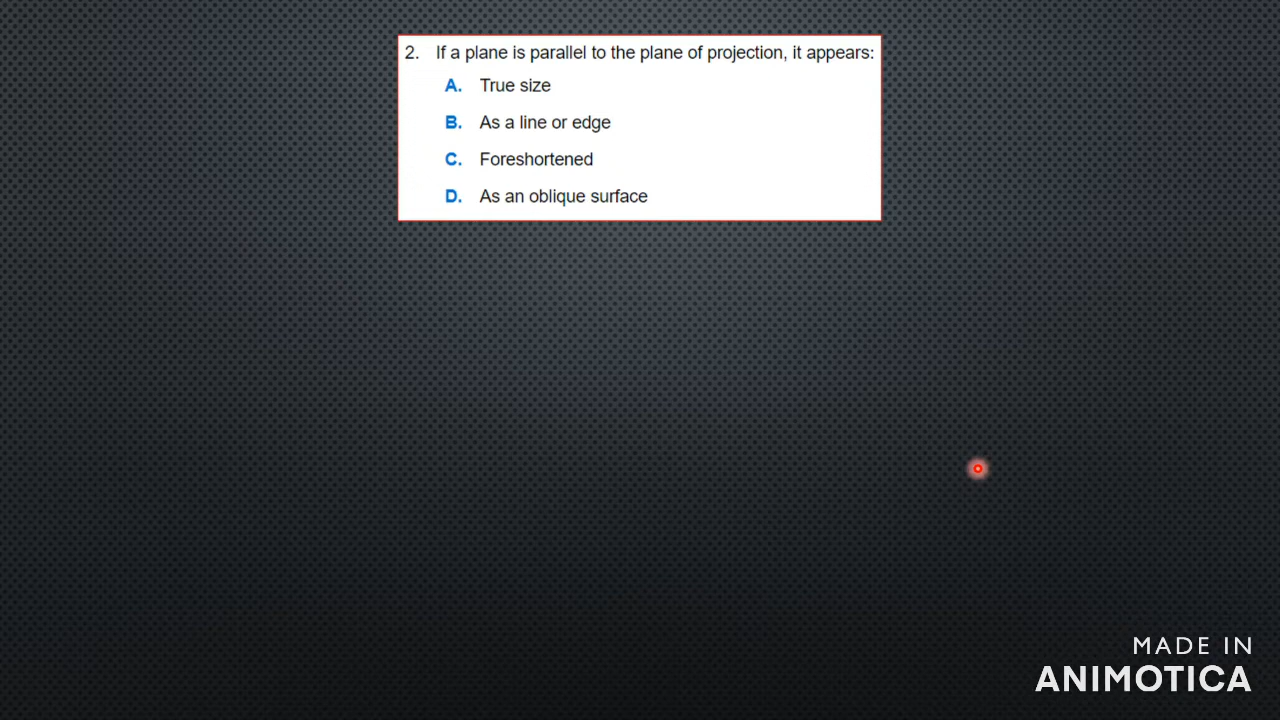 2. If a plane is parallel to the plane of projection, it appears:
A. True size
B. As a line or edge
C. Foreshortened
D. As an oblique surface
MADE IN
ANIMOTICA